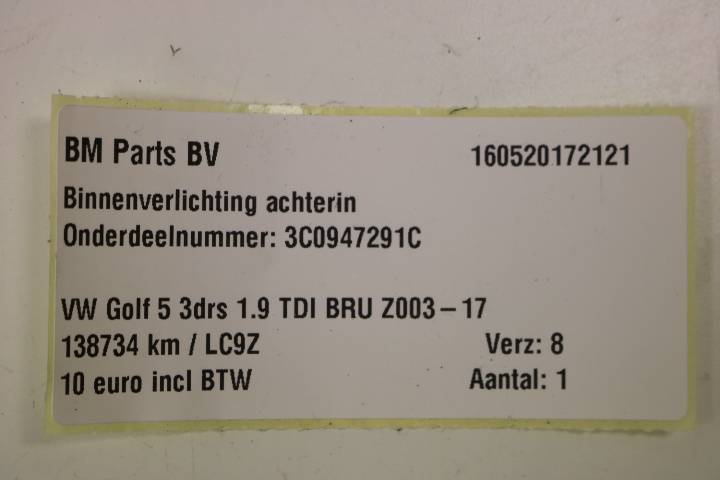 BM Parts BV 160520172121
Binnenverlichting achterin
Onderdeelnummer: 3C0947291C
VW Golf 5 3drs 1.9 TDI BRU Z003-17
138734 km / LC9Z Verz: 8
10 euro incl BTW Aantal: 1